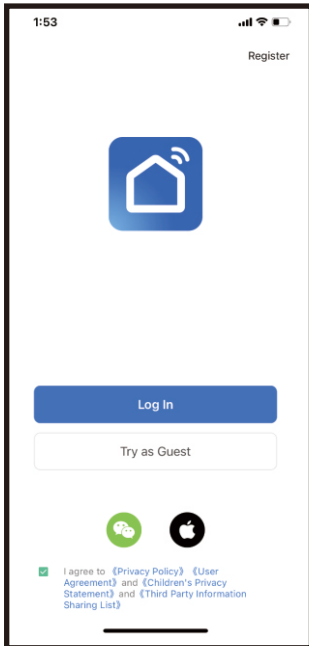 1:53
Register
Log In
Try as Guest
I agree to 《Privacy Policy》 《User
Agreement》 and 《Children's Privacy
Statement》 and 《Third Party Information
Sharing List》